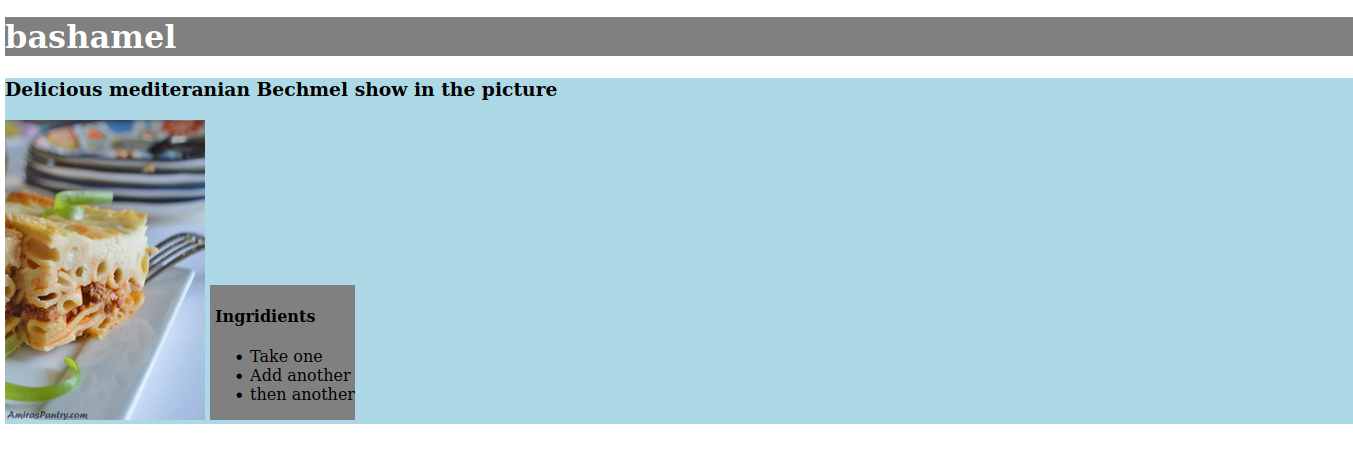 bashamel
Delicious mediteranian Bechmel show in the picture
Ingridients
Take one
Add another
then another
AmirasPantry.com